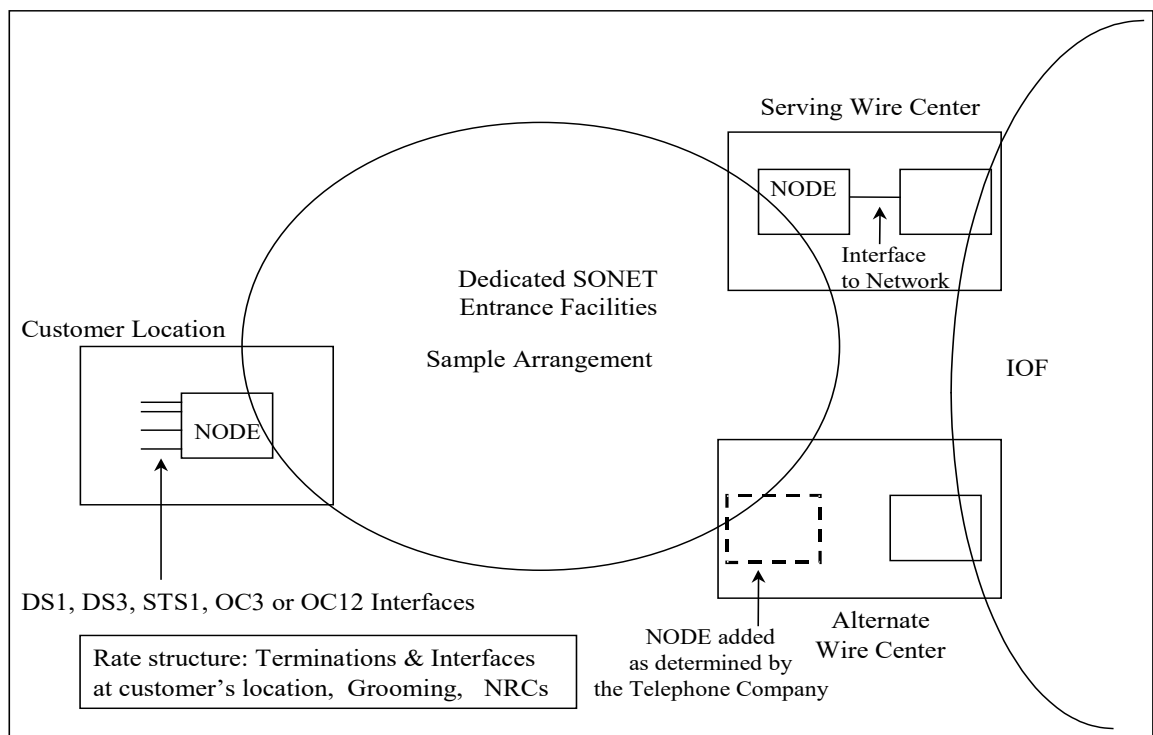 Serving Wire Center
NODE
Interface
to Network
Dedicated SONET
Entrance Facilities
Sample Arrangement
Customer Location
NODE
IOF
DS1, DS3, STS1, OC3 or OC12 Interfaces
NODE added
as determined by
the Telephone Company
Alternate
Wire Center
Rate structure: Terminations & Interfaces
at customer’s location, Grooming, NRCs